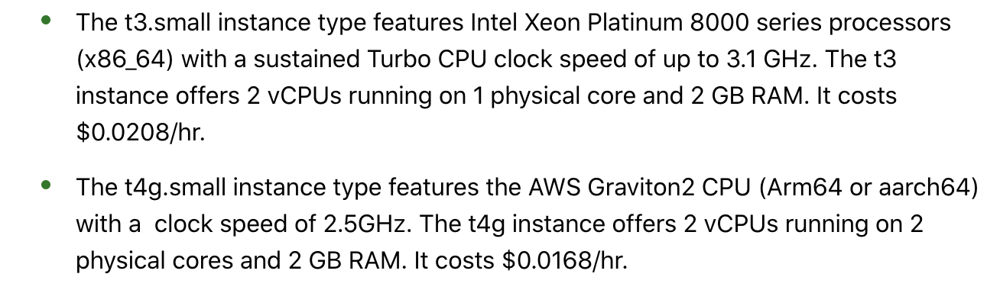 • The t3.small instance type features Intel Xeon Platinum 8000 series processors
(x86_64) with a sustained Turbo CPU clock speed of up to 3.1 GHz. The t3
instance offers 2 vCPUs running on 1 physical core and 2 GB RAM. It costs
$0.0208/hr.
• The t4g.small instance type features the AWS Graviton2 CPU (Arm64 or aarch64)
with a  clock speed of 2.5GHz. The t4g instance offers 2 vCPUs running on 2
physical cores and 2 GB RAM. It costs $0.0168/hr.